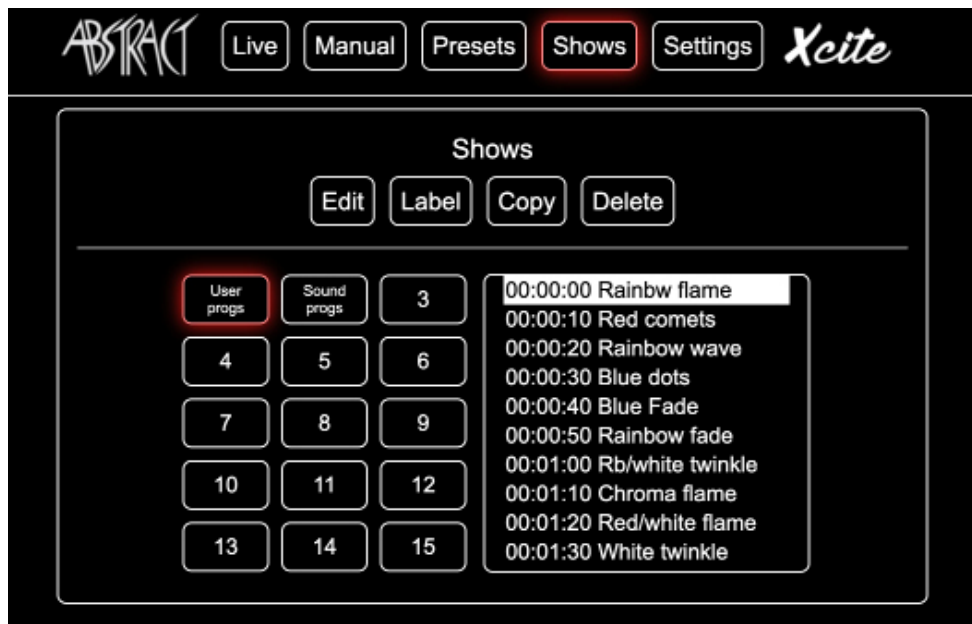 ABSTRACT Live Manual Presets Shows Settings Xcite
Shows
Edit Label Copy Delete
User progs
Sound progs
3
4 5 6
7 8 9
10 11 12
13 14 15
00:00:00 Rainbw flame
00:00:10 Red comets
00:00:20 Rainbow wave
00:00:30 Blue dots
00:00:40 Blue Fade
00:00:50 Rainbow fade
00:01:00 Rb/white twinkle
00:01:10 Chroma flame
00:01:20 Red/white flame
00:01:30 White twinkle